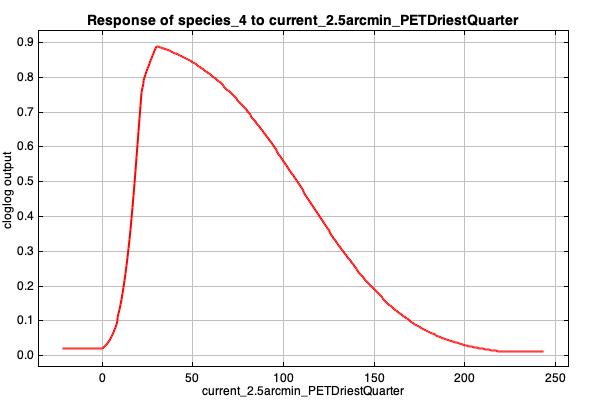 Response of species_4 to current_2.5arcmin_PETDriestQuarter
cloglog output
0.9
0.8
0.7
0.6
0.5
0.4
0.3
0.2
0.1
0.0
0 50 100 150 200 250
current_2.5arcmin_PETDriestQuarter